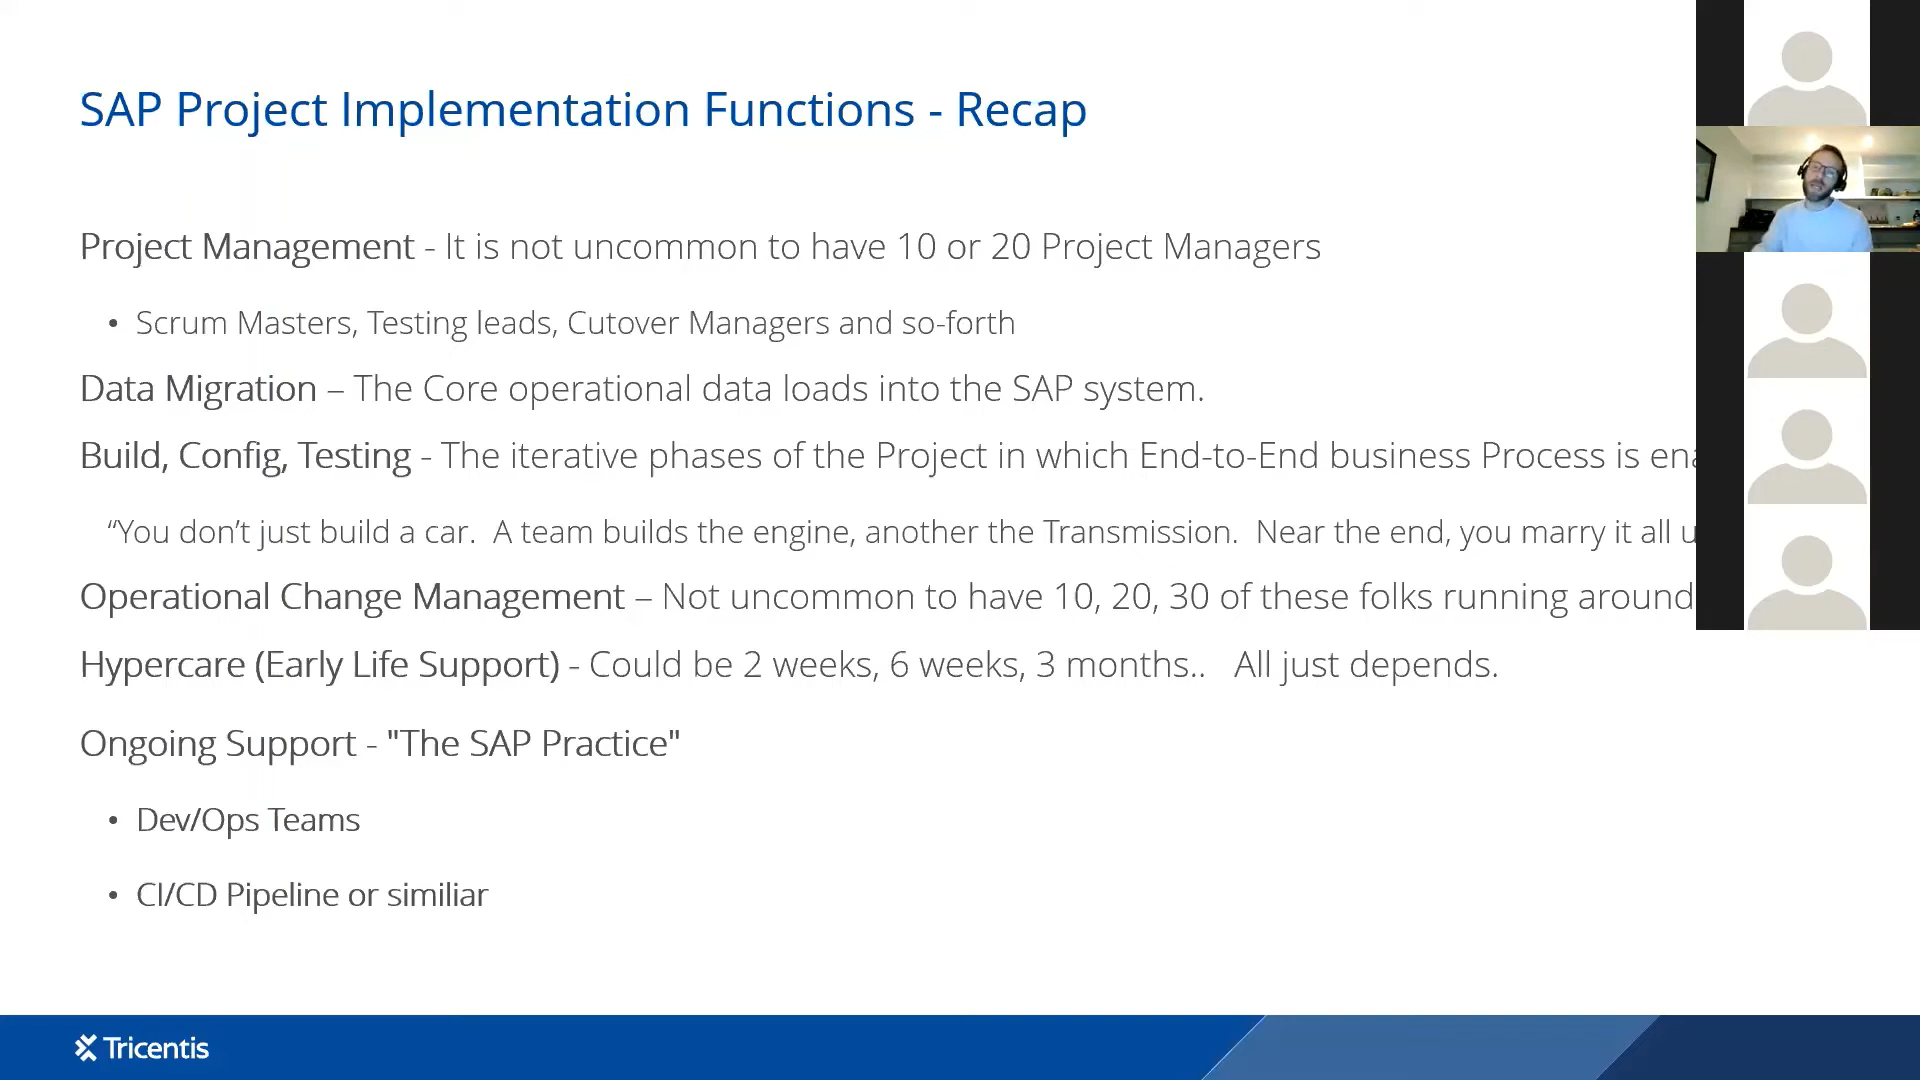 SAP Project Implementation Functions - Recap
Project Management - It is not uncommon to have 10 or 20 Project Managers
• Scrum Masters, Testing leads, Cutover Managers and so-forth
Data Migration – The Core operational data loads into the SAP system.
Build, Config, Testing - The iterative phases of the Project in which End-to-End business Process is
“You don’t just build a car.  A team builds the engine, another the Transmission.  Near the end, you marry it all
Operational Change Management – Not uncommon to have 10, 20, 30 of these folks running around
Hypercare (Early Life Support) - Could be 2 weeks, 6 weeks, 3 months..   All just depends.
Ongoing Support - "The SAP Practice"
• Dev/Ops Teams
• CI/CD Pipeline or similiar
Tricentis